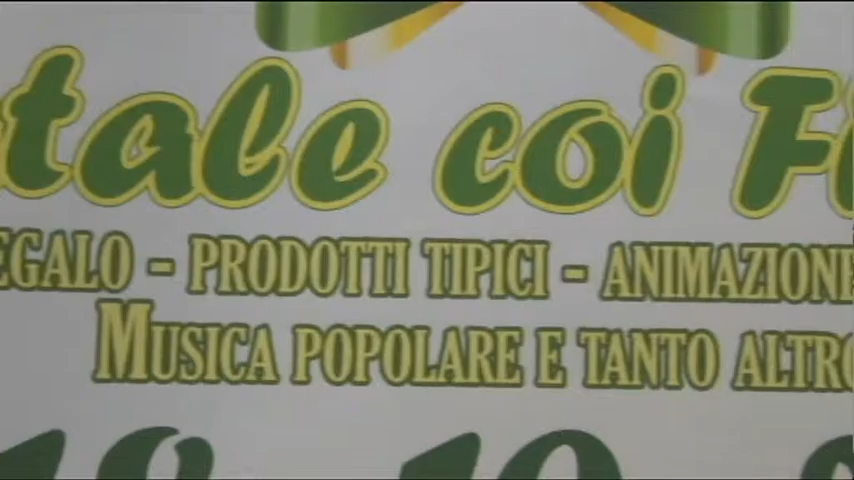 tale coi F
EGALO - PRODOTTI TIPICI - ANIMAZIONE
MUSICA POPOLARE E TANTO ALTRO